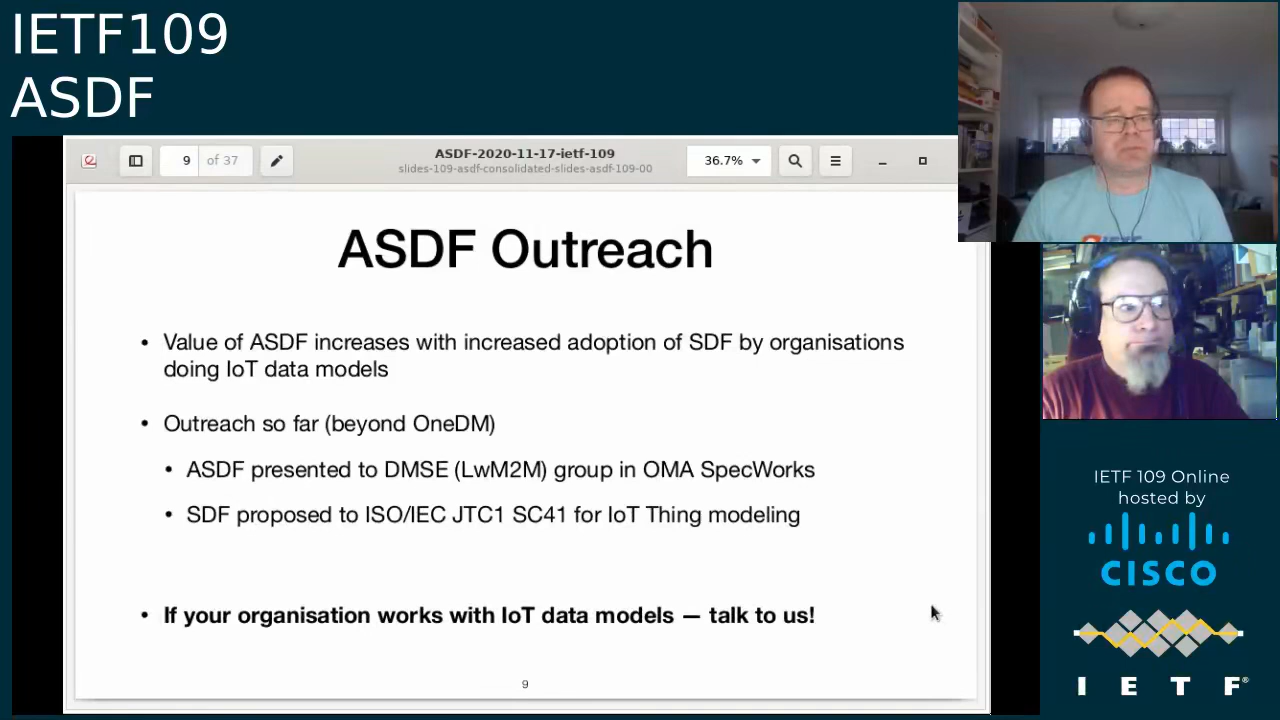 IETF109
ASDF
9 of 37
ASDF-2020-11-17-ietf-109
slides-109-asdf-consolidated-slides-asdf-109-00
36.7%
ASDF Outreach
• Value of ASDF increases with increased adoption of SDF by organisations
doing IoT data models
• Outreach so far (beyond OneDM)
• ASDF presented to DMSE (LwM2M) group in OMA SpecWorks
• SDF proposed to ISO/IEC JTC1 SC41 for IoT Thing modeling
• If your organisation works with IoT data models — talk to us!
9
IETF 109 Online
hosted by
CISCO
I E T F®